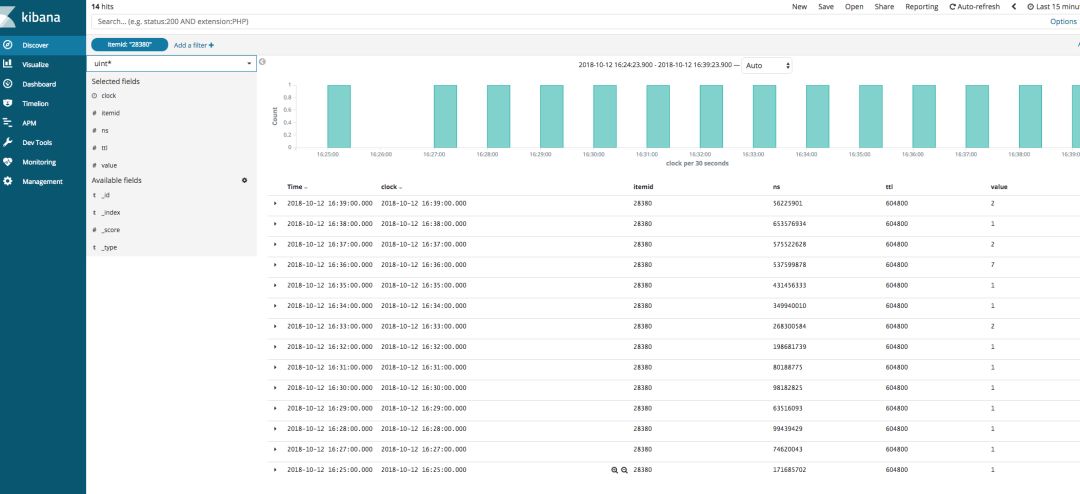 kibana
Discover
Visualize
Dashboard
Timelion
APM
Dev Tools
Monitoring
Management
14 hits
New Save Open Share Reporting Auto-refresh Last 15 minu
Search... (e.g. status:200 AND extension:PHP)
Options
itemid: "28380" Add a filter +
uint*
Selected fields
clock
# itemid
# ns
# ttl
# value
Available fields
t _id
t _index
# _score
t _type
2018-10-12 16:24:23.900 - 2018-10-12 16:39:23.900 — Auto
Count
1
0.8
0.6
0.4
0.2
0
16:25:00 16:26:00 16:27:00 16:28:00 16:29:00 16:30:00 16:31:00 16:32:00 16:33:00 16:34:00 16:35:00 16:36:00 16:37:00 16:38:00 16:39:0
clock per 30 seconds
Time clock itemid ns ttl value
2018-10-12 16:39:00.000 2018-10-12 16:39:00.000 28380 56225901 604800 2
2018-10-12 16:38:00.000 2018-10-12 16:38:00.000 28380 653576934 604800 1
2018-10-12 16:37:00.000 2018-10-12 16:37:00.000 28380 575522628 604800 2
2018-10-12 16:36:00.000 2018-10-12 16:36:00.000 28380 537599878 604800 7
2018-10-12 16:35:00.000 2018-10-12 16:35:00.000 28380 431456333 604800 1
2018-10-12 16:34:00.000 2018-10-12 16:34:00.000 28380 349940010 604800 1
2018-10-12 16:33:00.000 2018-10-12 16:33:00.000 28380 268300584 604800 2
2018-10-12 16:32:00.000 2018-10-12 16:32:00.000 28380 198681739 604800 1
2018-10-12 16:31:00.000 2018-10-12 16:31:00.000 28380 80188775 604800 1
2018-10-12 16:30:00.000 2018-10-12 16:30:00.000 28380 98182825 604800 1
2018-10-12 16:29:00.000 2018-10-12 16:29:00.000 28380 63516093 604800 1
2018-10-12 16:28:00.000 2018-10-12 16:28:00.000 28380 99439429 604800 1
2018-10-12 16:27:00.000 2018-10-12 16:27:00.000 28380 74620043 604800 1
2018-10-12 16:25:00.000 2018-10-12 16:25:00.000 28380 171685702 604800 1